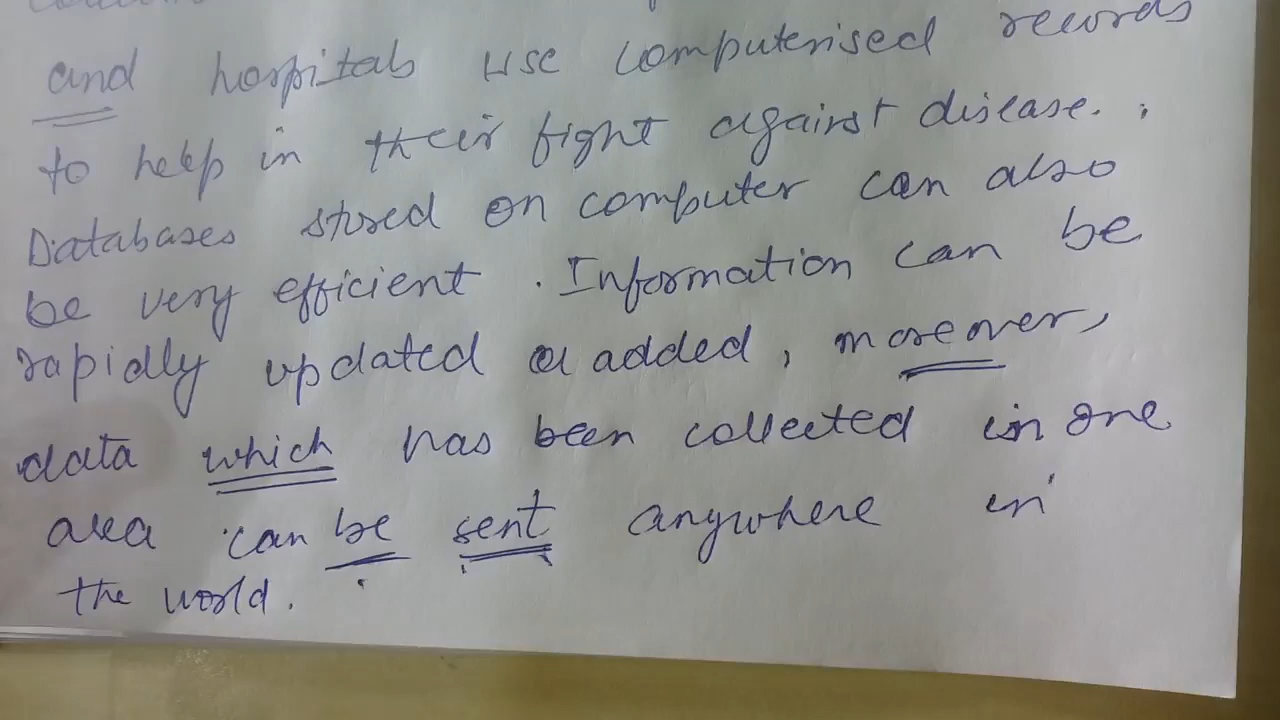 and hospitals use computerised records
to help in their fight against disease.
Databases stored on computer can also
be very efficient. Information can be
rapidly updated or added, moreover,
data which has been collected in one
area can be sent anywhere in
the world.